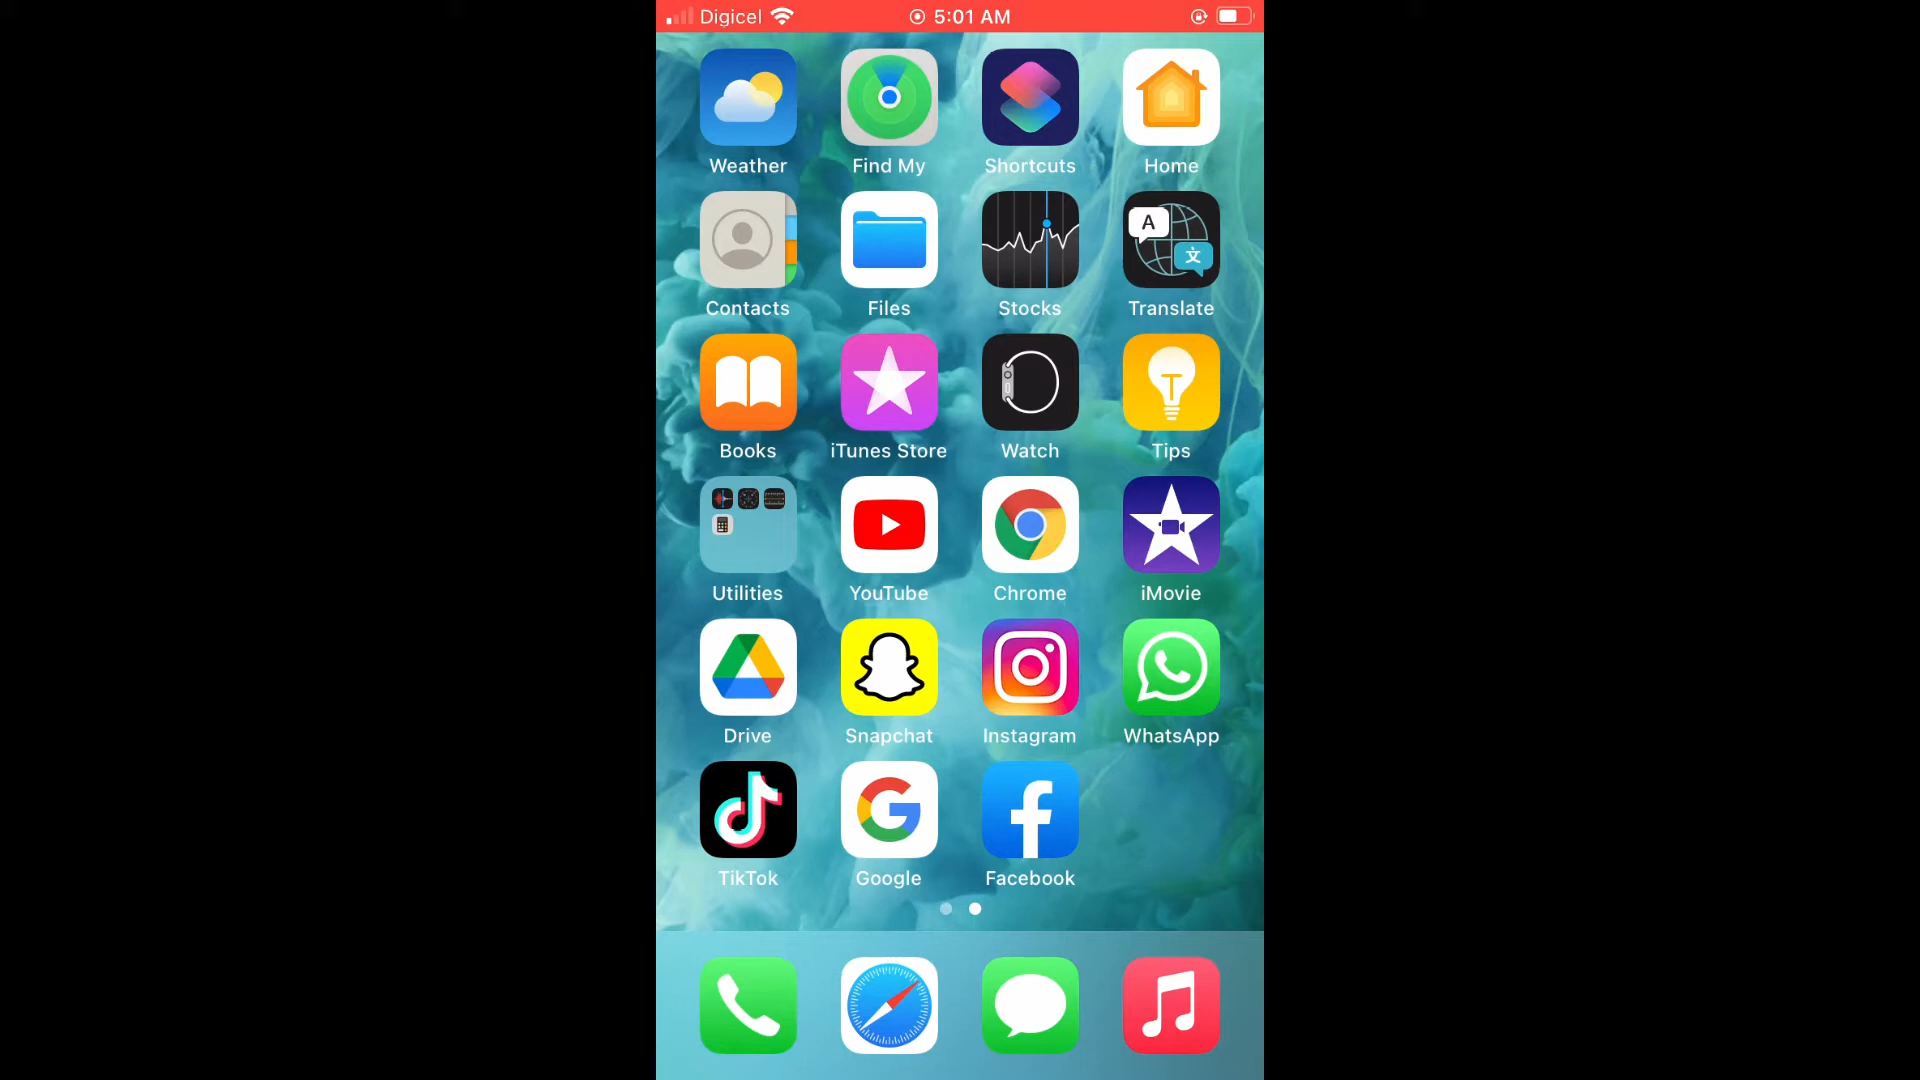 Digicel 5:01 AM
Weather Find My Shortcuts Home
A
文
Contacts Files Stocks Translate
Books iTunes Store Watch Tips
Utilities YouTube Chrome iMovie
Drive Snapchat Instagram WhatsApp
TikTok Google Facebook